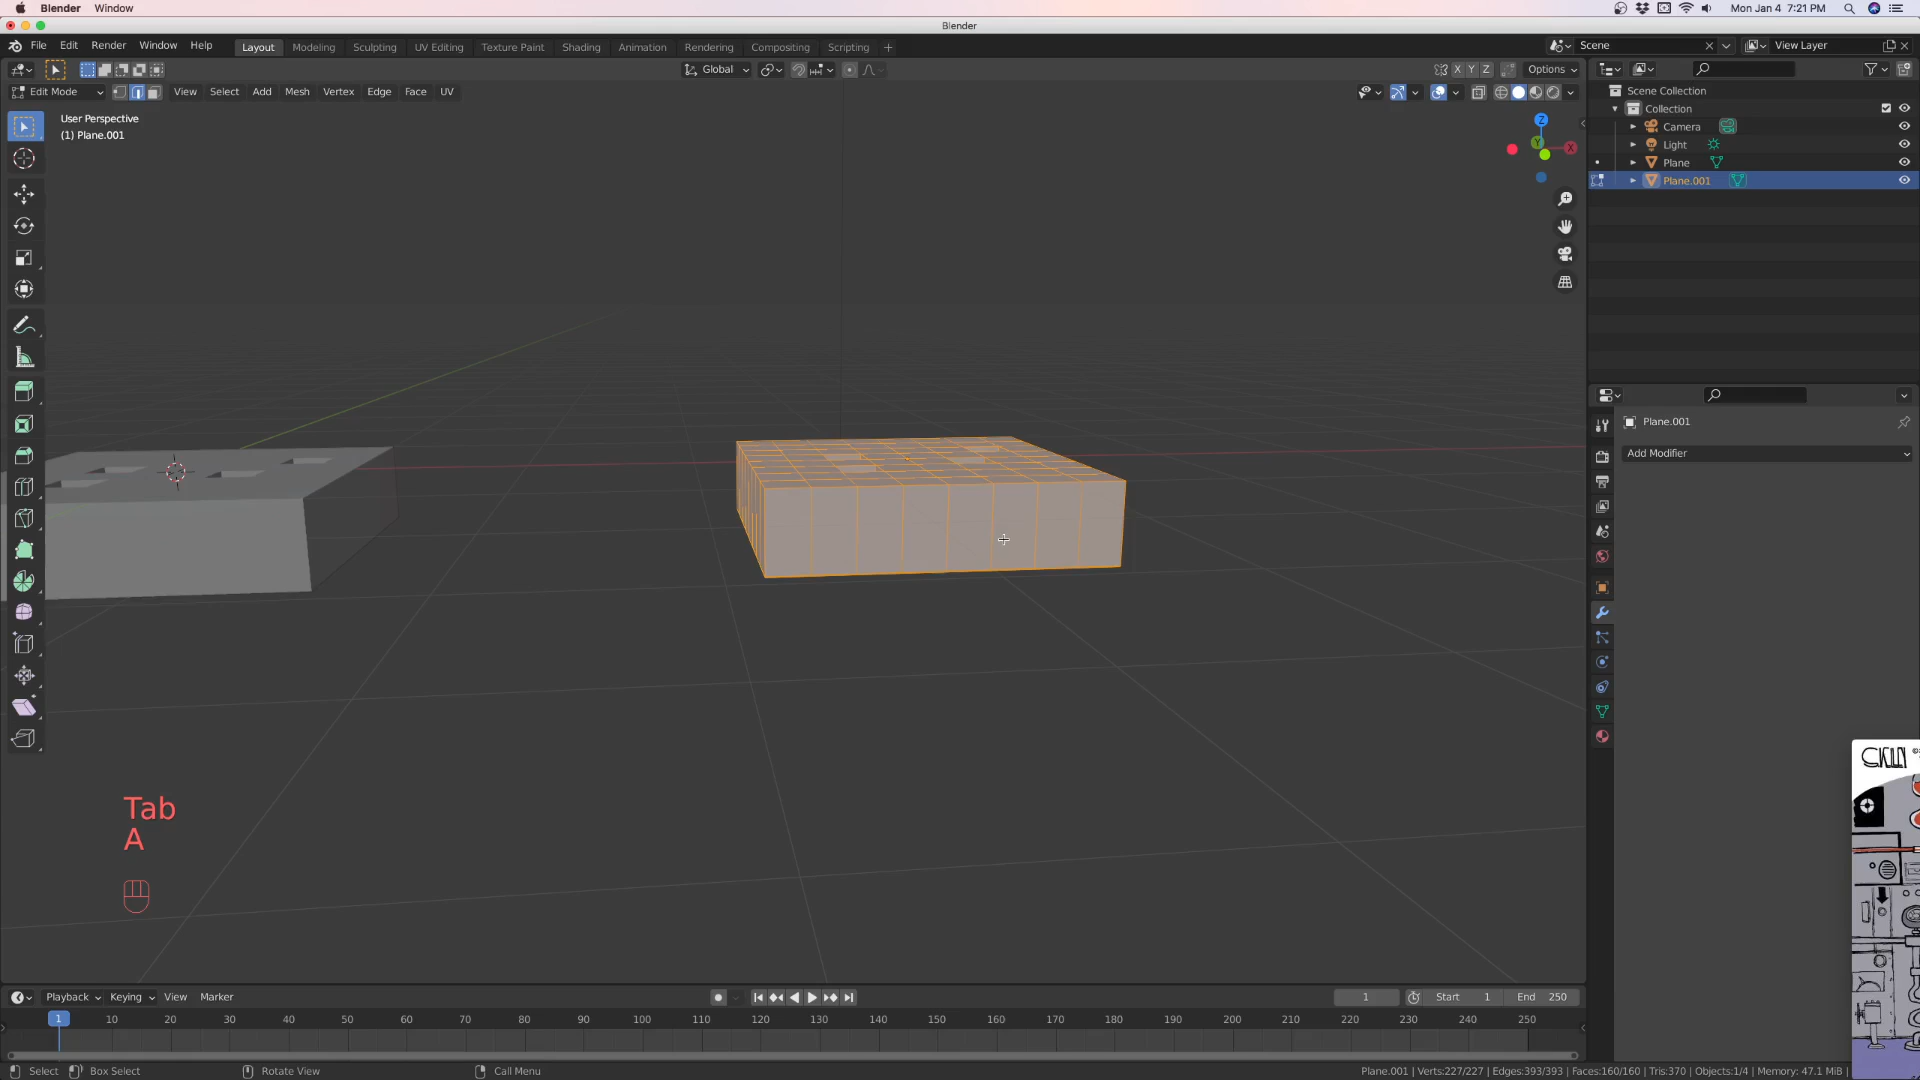 Blender Window Mon Jan 4 7:21 PM
Blender
File Edit Render Window Help Layout Modeling Sculpting UV Editing Texture Paint Shading Animation Rendering Compositing Scripting + Scene View Layer
Global X Y Z Options
Edit Mode View Select Add Mesh Vertex Edge Face UV
Scene Collection
Collection
User Perspective
(1) Plane.001
Z
Y
X
Camera
Light
Plane
Plane.001
Plane.001
Add Modifier
Tab
A
Playback Keying View Marker 1 Start 1 End 250
1 10 20 30 40 50 60 70 80 90 100 110 120 130 140 150 160 170 180 190 200 210 220 230 240 250
Select Box Select Rotate View Call Menu Plane.001 | Verts:227/227 | Edges:393/393 | Faces:160/160 | Tris:370 | Objects:1/4 | Memory: 47.1 MiB |